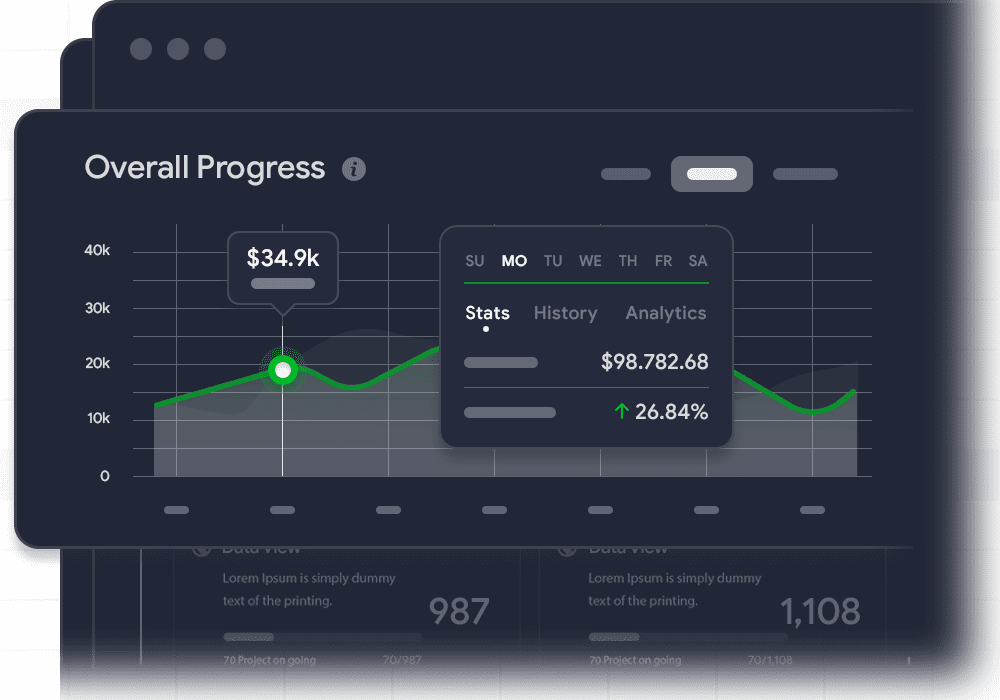 Overall Progress i
40k
30k
20k
10k
0
$34.9k
SU MO TU WE TH FR SA
Stats History Analytics
$98.782.68
↑ 26.84%
Data View
Lorem Ipsum is simply dummy
text of the printing.
987
70 Project on going 70/987
Data View
Lorem Ipsum is simply dummy
text of the printing.
1,108
70 Project on going 70/1,108